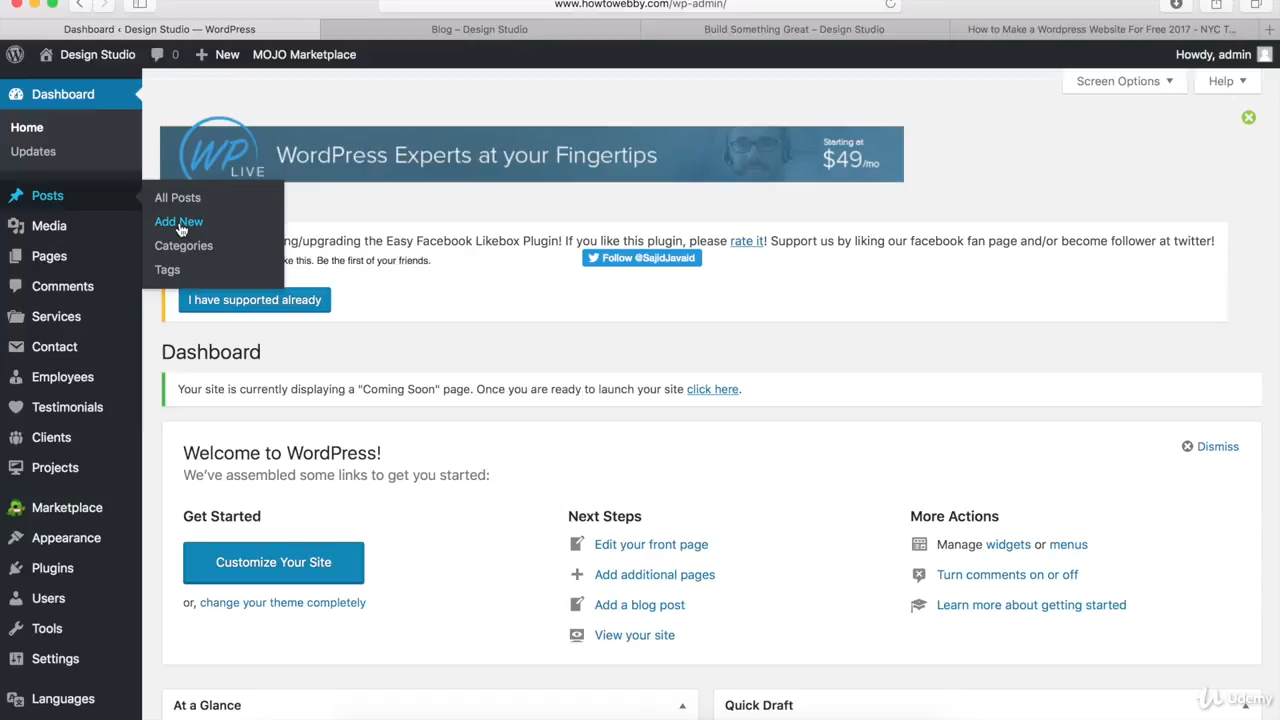 www.howtowebby.com/wp-admin/
Dashboard ‹ Design Studio — WordPress
Blog – Design Studio
Build Something Great – Design Studio
How to Make a Wordpress Website For Free 2017 - NYC T...
Design Studio
0
New
MOJO Marketplace
Howdy, admin
Dashboard
Home
Updates
Posts
All Posts
Add New
Categories
Tags
Media
Pages
Comments
Services
Contact
Employees
Testimonials
Clients
Projects
Marketplace
Appearance
Plugins
Users
Tools
Settings
Languages
Screen Options
Help
WP LIVE
WordPress Experts at your Fingertips
Starting at
$49/mo
ng/upgrading the Easy Facebook Likebox Plugin! If you like this plugin, please rate it! Support us by liking our facebook fan page and/or become follower at twitter!
ke this. Be the first of your friends.
Follow @SajidJavaid
I have supported already
Dashboard
Your site is currently displaying a "Coming Soon" page. Once you are ready to launch your site click here.
Welcome to WordPress!
Dismiss
We've assembled some links to get you started:
Get Started
Customize Your Site
or, change your theme completely
Next Steps
Edit your front page
Add additional pages
Add a blog post
View your site
More Actions
Manage widgets or menus
Turn comments on or off
Learn more about getting started
At a Glance
Quick Draft
Udemy